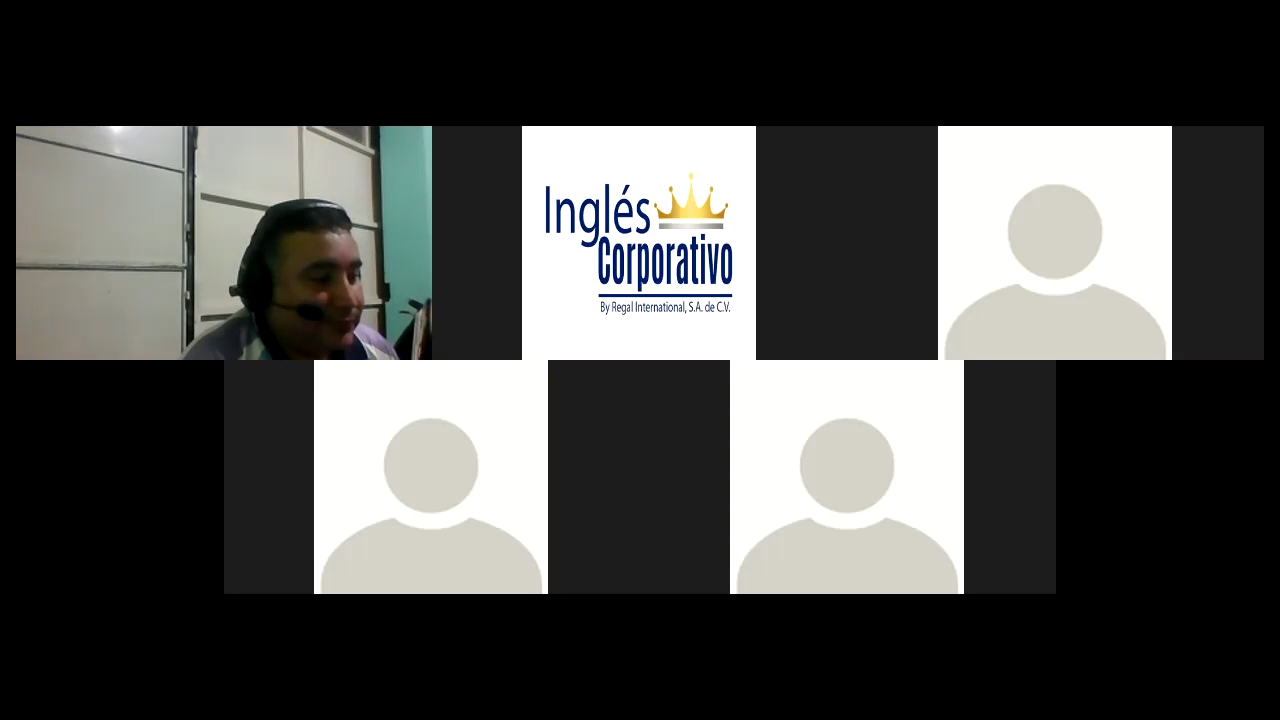 Inglés
Corporativo
By Regal International, S.A. de C.V.